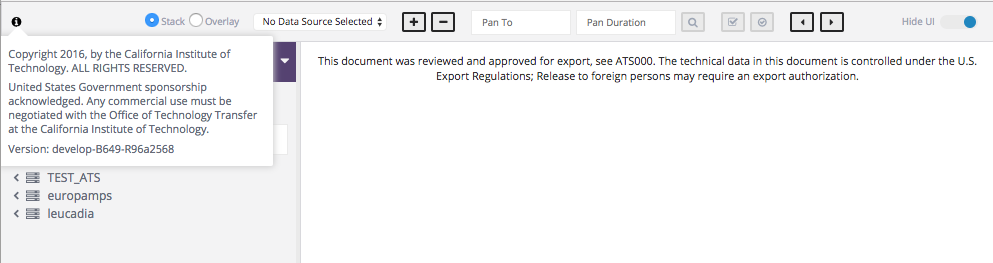 Stack
Overlay
No Data Source Selected
Pan To
Pan Duration
Hide UI
Copyright 2016, by the California Institute of
Technology. ALL RIGHTS RESERVED.
United States Government sponsorship
acknowledged. Any commercial use must be
negotiated with the Office of Technology Transfer
at the California Institute of Technology.
Version: develop-B649-R96a2568
TEST_ATS
europamps
leucadia
This document was reviewed and approved for export, see ATS000. The technical data in this document is controlled under the U.S.
Export Regulations; Release to foreign persons may require an export authorization.